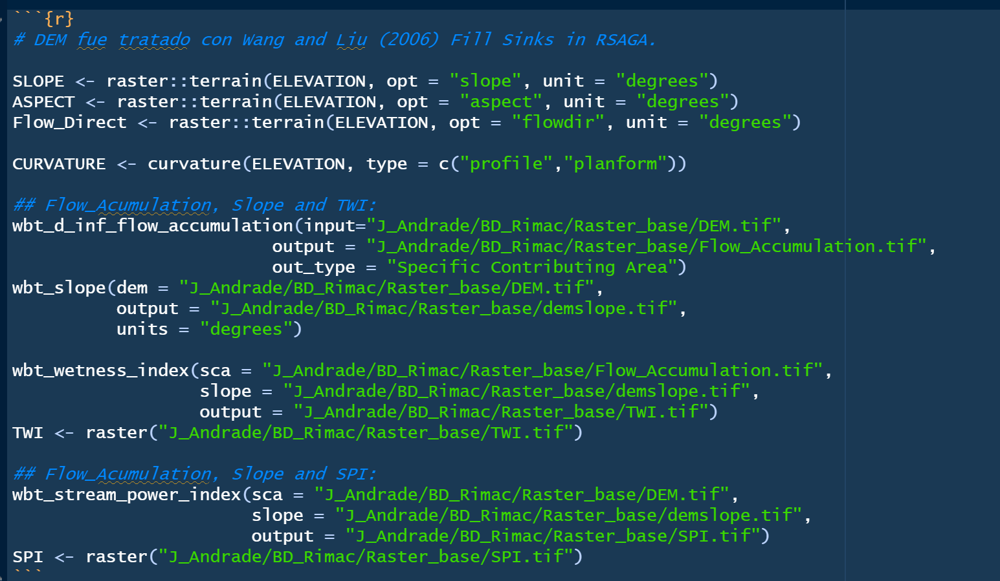 ```{r}
# DEM fue tratado con Wang and Liu (2006) Fill Sinks in RSAGA.
SLOPE <- raster::terrain(ELEVATION, opt = "slope", unit = "degrees")
ASPECT <- raster::terrain(ELEVATION, opt = "aspect", unit = "degrees")
Flow_Direct <- raster::terrain(ELEVATION, opt = "flowdir", unit = "degrees")
CURVATURE <- curvature(ELEVATION, type = c("profile","planform"))
## Flow_Acumulation, Slope and TWI:
wbt_d_inf_flow_accumulation(input="J_Andrade/BD_Rimac/Raster_base/DEM.tif",
output = "J_Andrade/BD_Rimac/Raster_base/Flow_Accumulation.tif",
out_type = "Specific Contributing Area")
wbt_slope(dem = "J_Andrade/BD_Rimac/Raster_base/DEM.tif",
output = "J_Andrade/BD_Rimac/Raster_base/demslope.tif",
units = "degrees")
wbt_wetness_index(sca = "J_Andrade/BD_Rimac/Raster_base/Flow_Accumulation.tif",
slope = "J_Andrade/BD_Rimac/Raster_base/demslope.tif",
output = "J_Andrade/BD_Rimac/Raster_base/TWI.tif")
TWI <- raster("J_Andrade/BD_Rimac/Raster_base/TWI.tif")
## Flow_Acumulation, Slope and SPI:
wbt_stream_power_index(sca = "J_Andrade/BD_Rimac/Raster_base/DEM.tif",
slope = "J_Andrade/BD_Rimac/Raster_base/demslope.tif",
output = "J_Andrade/BD_Rimac/Raster_base/SPI.tif")
SPI <- raster("J_Andrade/BD_Rimac/Raster_base/SPI.tif")
```